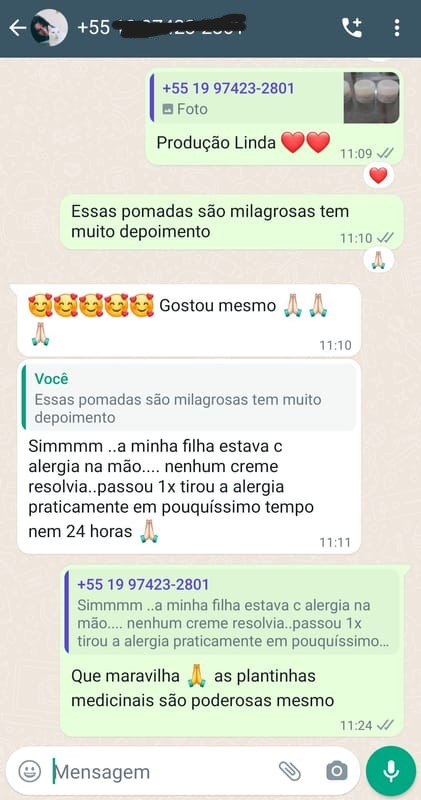 +55
+55 19 97423-2801
Foto
Produção Linda ❤️❤️
11:09
Essas pomadas são milagrosas tem
muito depoimento
11:10
🥰🥰🥰🥰🥰 Gostou mesmo 🙏🏻🙏🏻
🙏🏻
11:10
Você
Essas pomadas são milagrosas tem muito
depoimento
Simmmm ..a minha filha estava c
alergia na mão.... nenhum creme
resolvia..passou 1x tirou a alergia
praticamente em pouquíssimo tempo
nem 24 horas 🙏🏻
11:11
+55 19 97423-2801
Simmmm ..a minha filha estava c alergia na
mão.... nenhum creme resolvia..passou 1x
tirou a alergia praticamente em pouquíssimo...
Que maravilha 🙏 as plantinhas
medicinais são poderosas mesmo
11:24
Mensagem